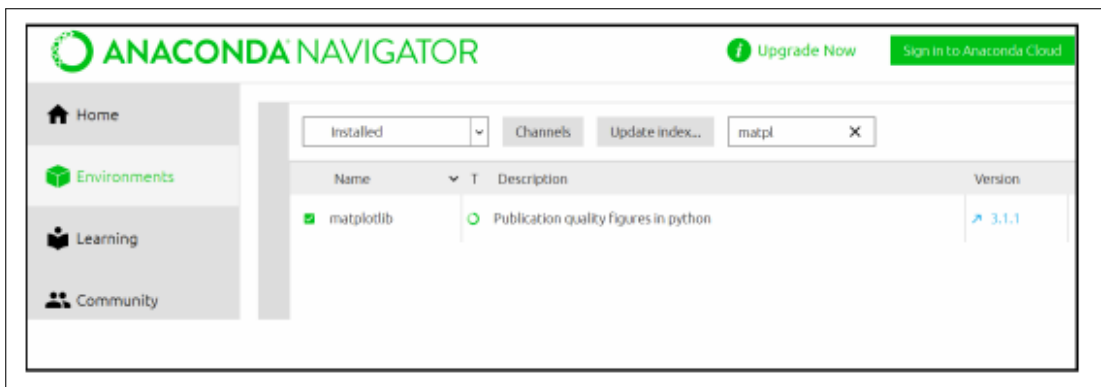 ANACONDA NAVIGATOR
i Upgrade Now
Sign in to Anaconda Cloud
Home
Installed
Channels
Update index...
matpl X
Environments
Name T Description Version
matplotlib Publication quality figures in python 3.1.1
Learning
Community